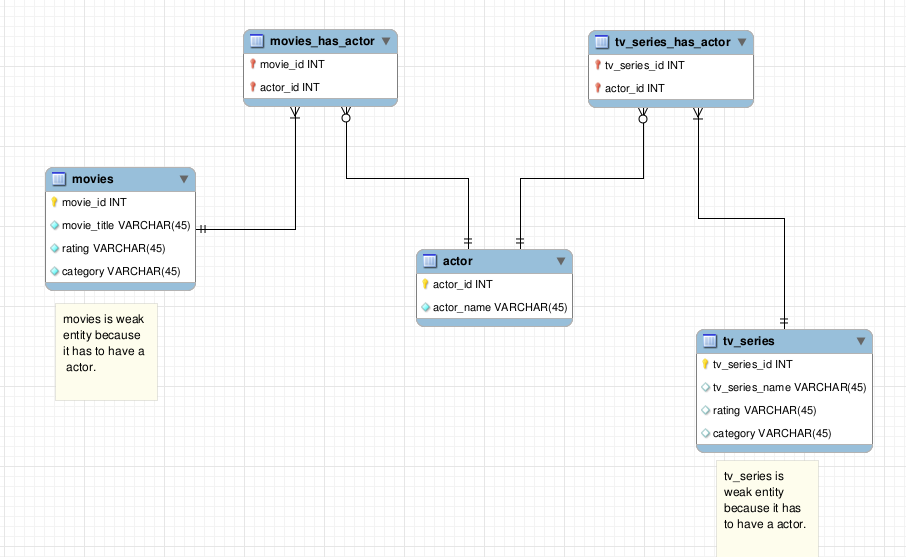 movies_has_actor
movie_id INT
actor_id INT
tv_series_has_actor
tv_series_id INT
actor_id INT
movies
movie_id INT
movie_title VARCHAR(45)
rating VARCHAR(45)
category VARCHAR(45)
movies is weak
entity because
it has to have a
actor.
actor
actor_id INT
actor_name VARCHAR(45)
tv_series
tv_series_id INT
tv_series_name VARCHAR(45)
rating VARCHAR(45)
category VARCHAR(45)
tv_series is
weak entity
because it has
to have a actor.